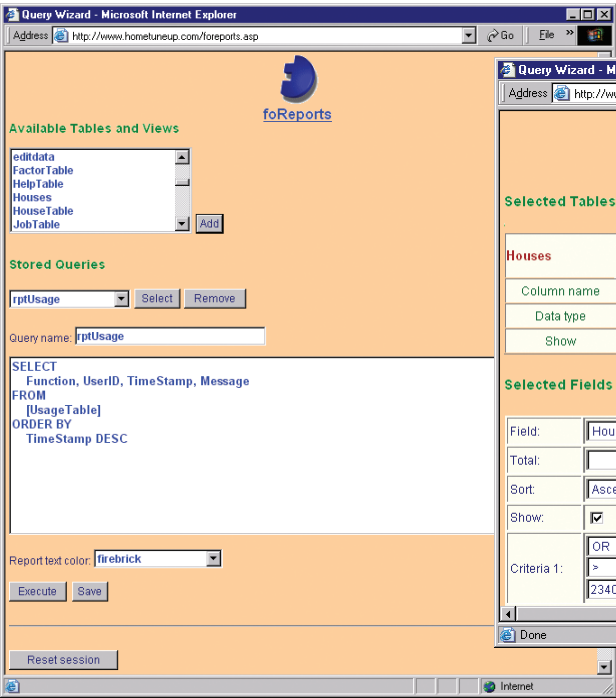 Query Wizard - Microsoft Internet Explorer
Address http://www.hometuneup.com/foreports.asp Go File »
foReports
Available Tables and Views
editdata
FactorTable
HelpTable
Houses
HouseTable
JobTable
Add
Stored Queries
rptUsage Select Remove
Query name: rptUsage
SELECT
Function, UserID, TimeStamp, Message
FROM
[UsageTable]
ORDER BY
TimeStamp DESC
Report text color: firebrick
Execute Save
Reset session
Internet
Query Wizard - M
Address http://w
Selected Tables
Houses
Column name
Data type
Show
Selected Fields
Field: Hou
Total:
Sort: Asce
Show:
Criteria 1:
OR
>
2340
Done